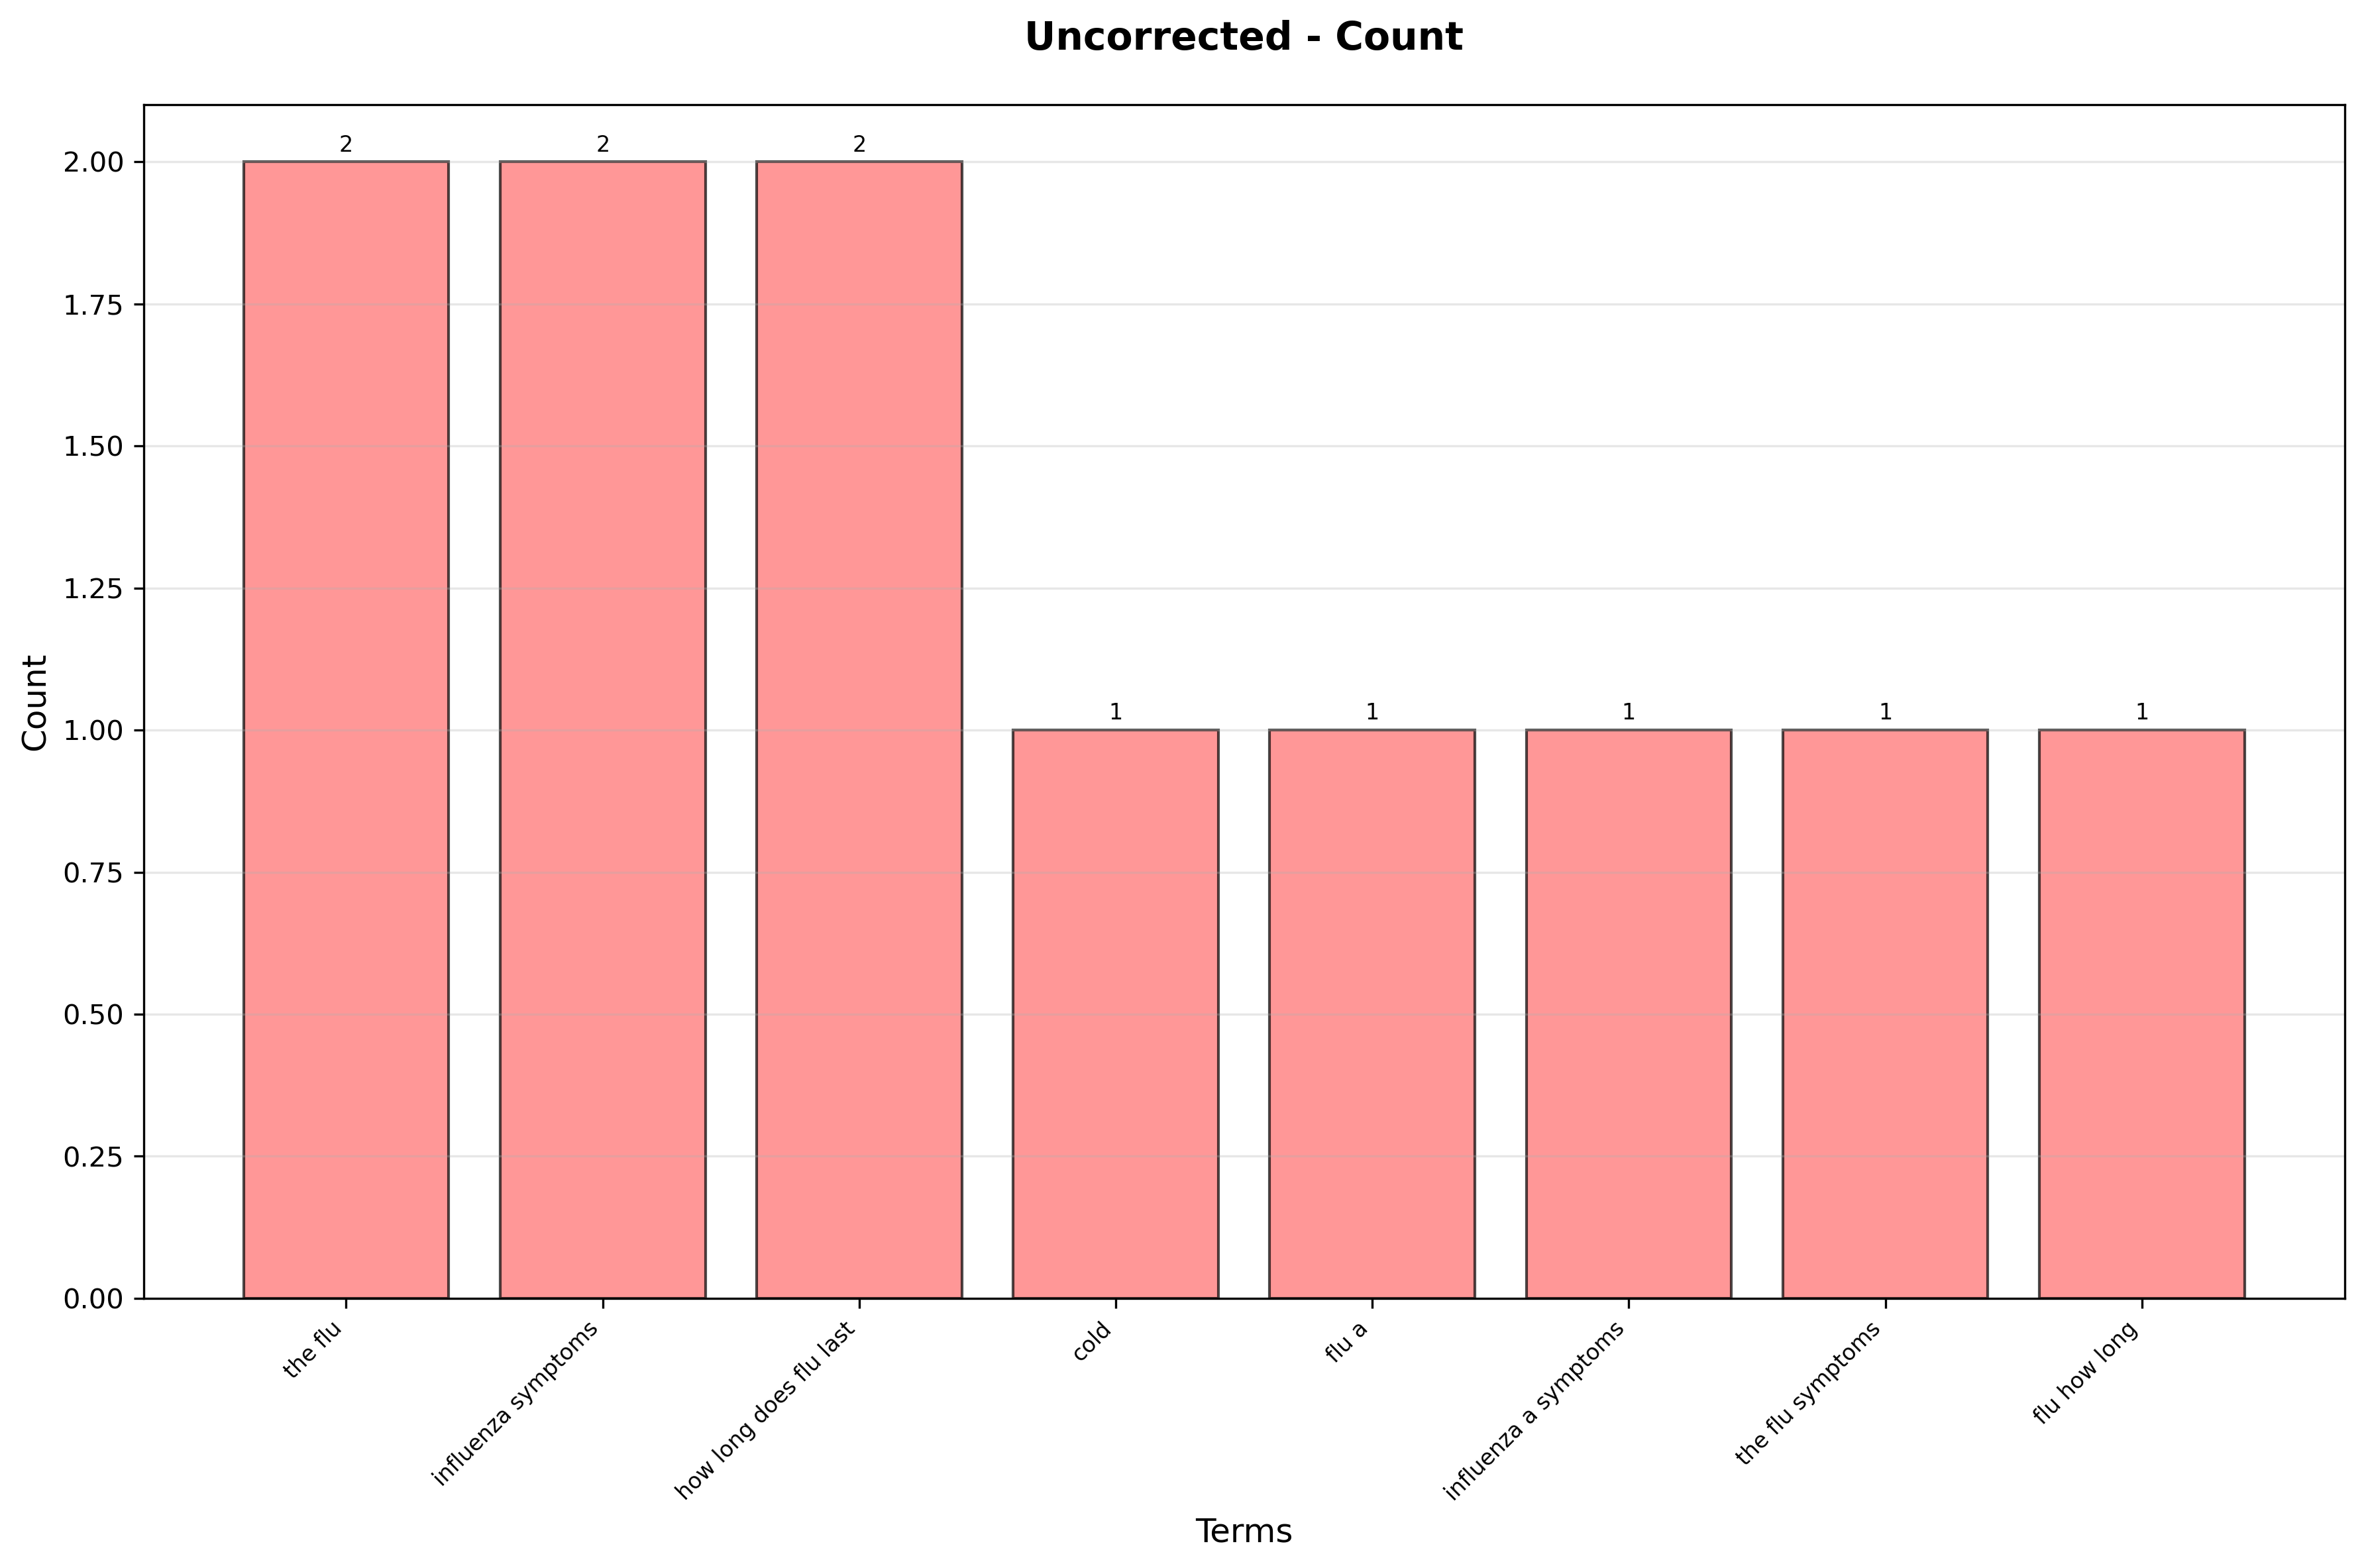 Uncorrected - Count
2 2 2
2.00
1.75
1.50
1.25
1 1 1 1 1
1.00
0.75
0.50
0.25
0.00
Count
the flu
influenza symptoms
how long does flu last
cold
flu a
influenza a symptoms
the flu symptoms
flu how long
Terms